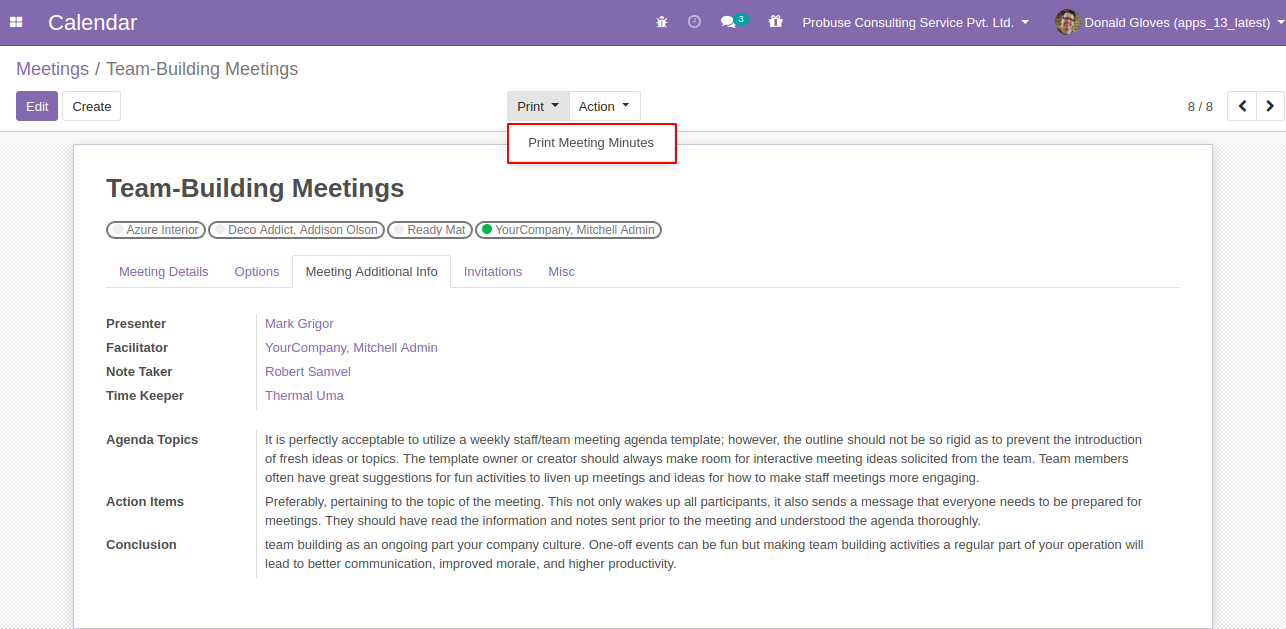 Calendar
3
Probuse Consulting Service Pvt. Ltd.
Donald Gloves (apps_13_latest)
Meetings / Team-Building Meetings
Edit
Create
Print
Action
8 / 8
Print Meeting Minutes
Team-Building Meetings
Azure Interior
Deco Addict, Addison Olson
Ready Mat
YourCompany, Mitchell Admin
Meeting Details
Options
Meeting Additional Info
Invitations
Misc
Presenter
Mark Grigor
Facilitator
YourCompany, Mitchell Admin
Note Taker
Robert Samvel
Time Keeper
Thermal Uma
Agenda Topics
It is perfectly acceptable to utilize a weekly staff/team meeting agenda template; however, the outline should not be so rigid as to prevent the introduction
of fresh ideas or topics. The template owner or creator should always make room for interactive meeting ideas solicited from the team. Team members
often have great suggestions for fun activities to liven up meetings and ideas for how to make staff meetings more engaging.
Action Items
Preferably, pertaining to the topic of the meeting. This not only wakes up all participants, it also sends a message that everyone needs to be prepared for
meetings. They should have read the information and notes sent prior to the meeting and understood the agenda thoroughly.
Conclusion
team building as an ongoing part your company culture. One-off events can be fun but making team building activities a regular part of your operation will
lead to better communication, improved morale, and higher productivity.